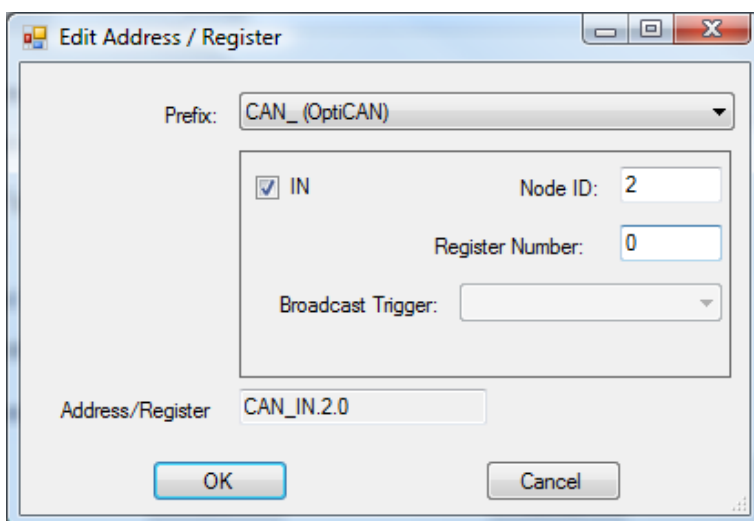 Edit Address / Register
Prefix: CAN_ (OptiCAN)
IN Node ID: 2
Register Number: 0
Broadcast Trigger:
Address/Register CAN_IN.2.0
OK Cancel